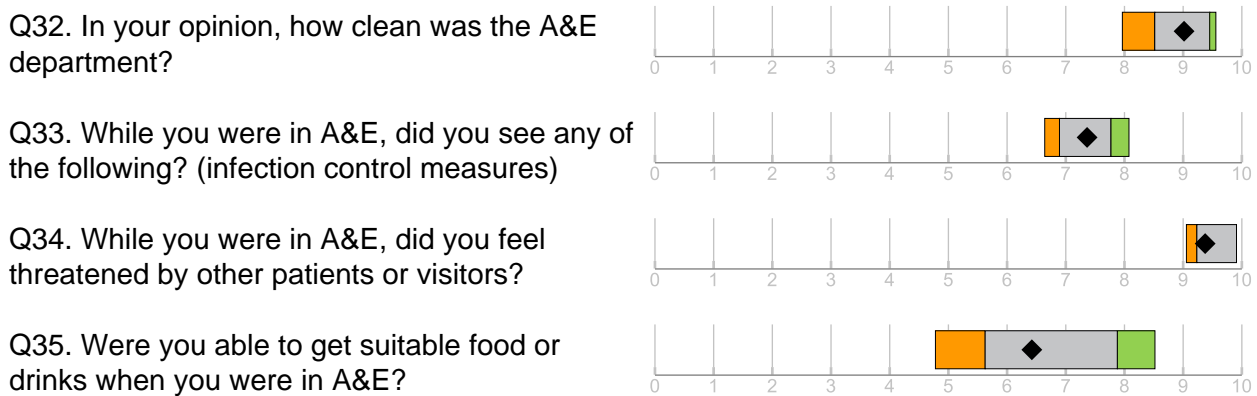 Q32. In your opinion, how clean was the A&E
department?
0 1 2 3 4 5 6 7 8 9 10
Q33. While you were in A&E, did you see any of
the following? (infection control measures)
0 1 2 3 4 5 6 7 8 9 10
Q34. While you were in A&E, did you feel
threatened by other patients or visitors?
0 1 2 3 4 5 6 7 8 9 10
Q35. Were you able to get suitable food or
drinks when you were in A&E?
0 1 2 3 4 5 6 7 8 9 10